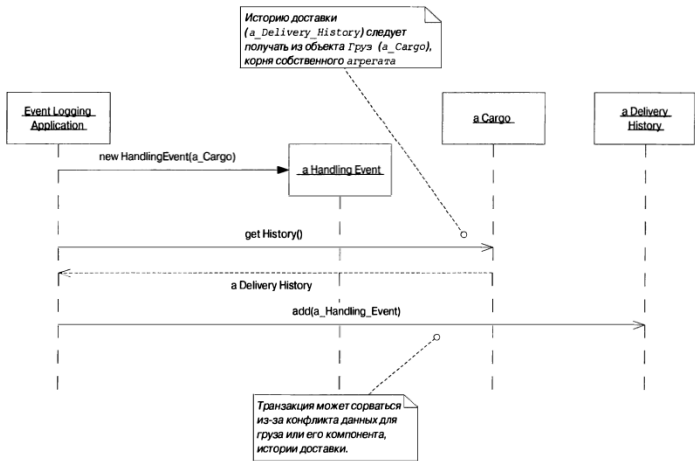 Историю доставки
(a_Delivery_History) следует
получать из объекта Груз (a_Cargo),
корня собственного агрегата
Event Logging
Application
a Cargo
a Delivery
History
new HandlingEvent(a_Cargo)
a Handling Event
get History()
a Delivery History
add(a_Handling_Event)
Транзакция может сорваться
из-за конфликта данных для
груза или его компонента,
истории доставки.